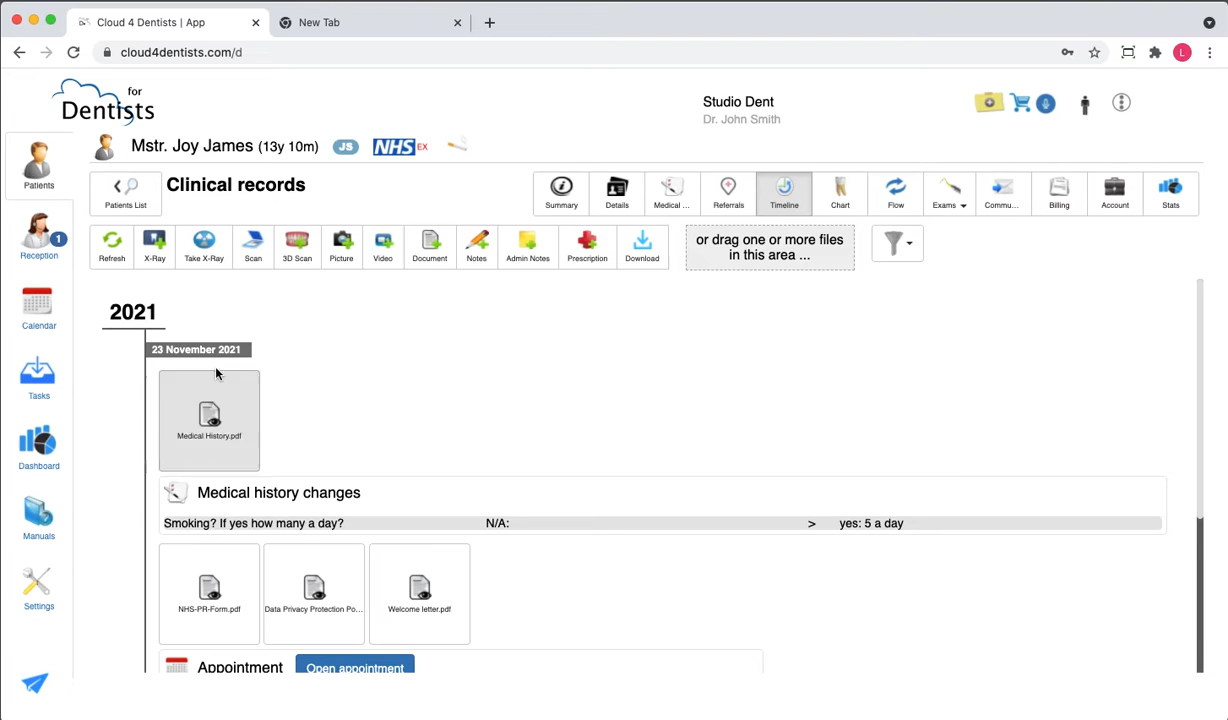 Cloud 4 Dentists | App
New Tab
cloud4dentists.com/d
L
for
Dentists
Studio Dent
Dr. John Smith
Mstr. Joy James (13y 10m)
JS
NHS EX
Patients
Patients List
Clinical records
Summary
Details
Medical ...
Referrals
Timeline
Chart
Flow
Exams
Commu...
Billing
Account
Stats
1
Reception
Refresh
X-Ray
Take X-Ray
Scan
3D Scan
Picture
Video
Document
Notes
Admin Notes
Prescription
Download
or drag one or more files
in this area ...
Calendar
2021
23 November 2021
Tasks
Medical History.pdf
Dashboard
Medical history changes
Smoking? If yes how many a day? N/A: > yes: 5 a day
Manuals
Settings
NHS-PR-Form.pdf
Data Privacy Protection Po...
Welcome letter.pdf
Appointment
Open appointment